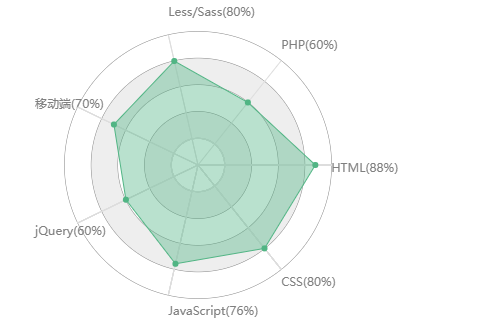 Less/Sass(80%)
PHP(60%)
移动端(70%)
HTML(88%)
jQuery(60%)
CSS(80%)
JavaScript(76%)